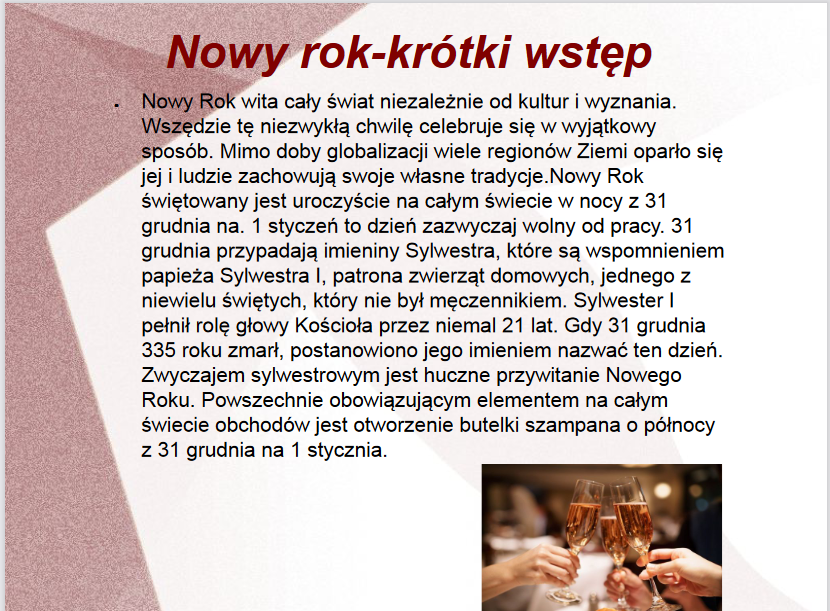 Nowy rok-krótki wstęp
Nowy Rok wita cały świat niezależnie od kultur i wyznania.
Wszędzie tę niezwykłą chwilę celebruje się w wyjątkowy
sposób. Mimo doby globalizacji wiele regionów Ziemi oparło się
jej i ludzie zachowują swoje własne tradycje.Nowy Rok
świętowany jest uroczyście na całym świecie w nocy z 31
grudnia na. 1 styczeń to dzień zazwyczaj wolny od pracy. 31
grudnia przypadają imieniny Sylwestra, które są wspomnieniem
papieża Sylwestra I, patrona zwierząt domowych, jednego z
niewielu świętych, który nie był męczennikiem. Sylwester I
pełnił rolę głowy Kościoła przez niemal 21 lat. Gdy 31 grudnia
335 roku zmarł, postanowiono jego imieniem nazwać ten dzień.
Zwyczajem sylwestrowym jest huczne przywitanie Nowego
Roku. Powszechnie obowiązującym elementem na całym
świecie obchodów jest otworzenie butelki szampana o północy
z 31 grudnia na 1 stycznia.